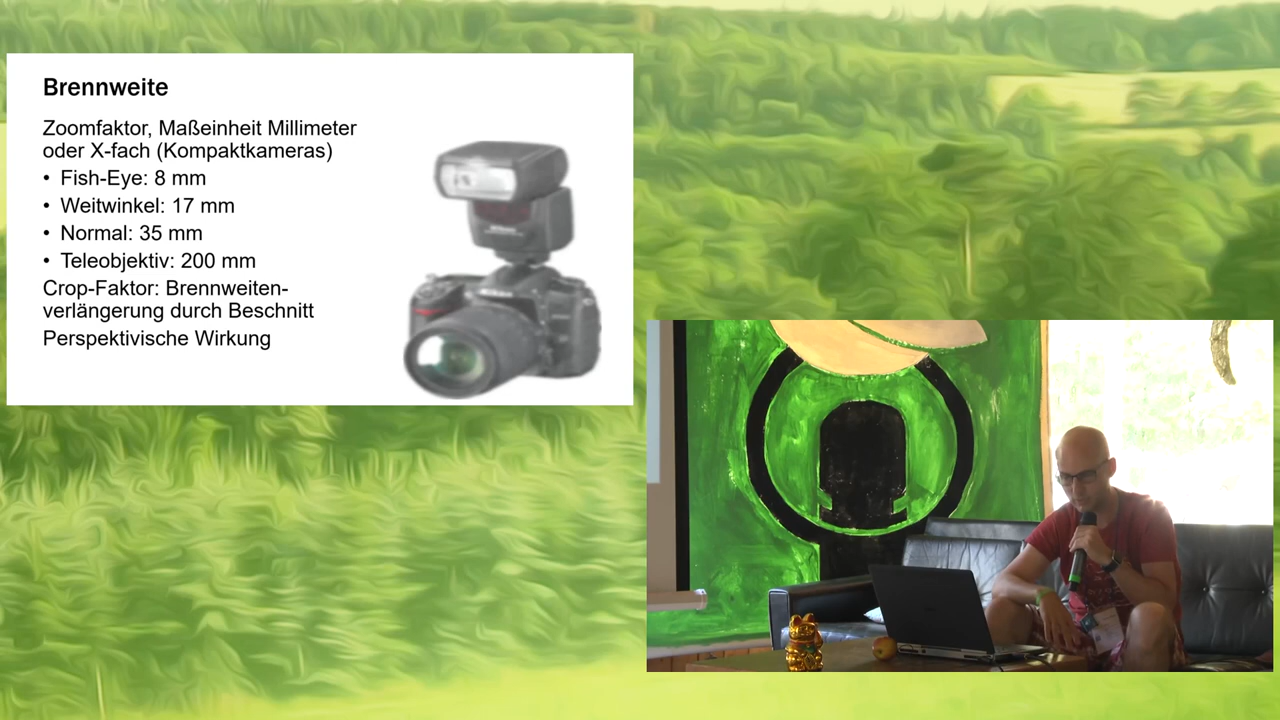 Brennweite
Zoomfaktor, Maßeinheit Millimeter
oder X-fach (Kompaktkameras)
• Fish-Eye: 8 mm
• Weitwinkel: 17 mm
• Normal: 35 mm
• Teleobjektiv: 200 mm
Crop-Faktor: Brennweiten-
verlängerung durch Beschnitt
Perspektivische Wirkung